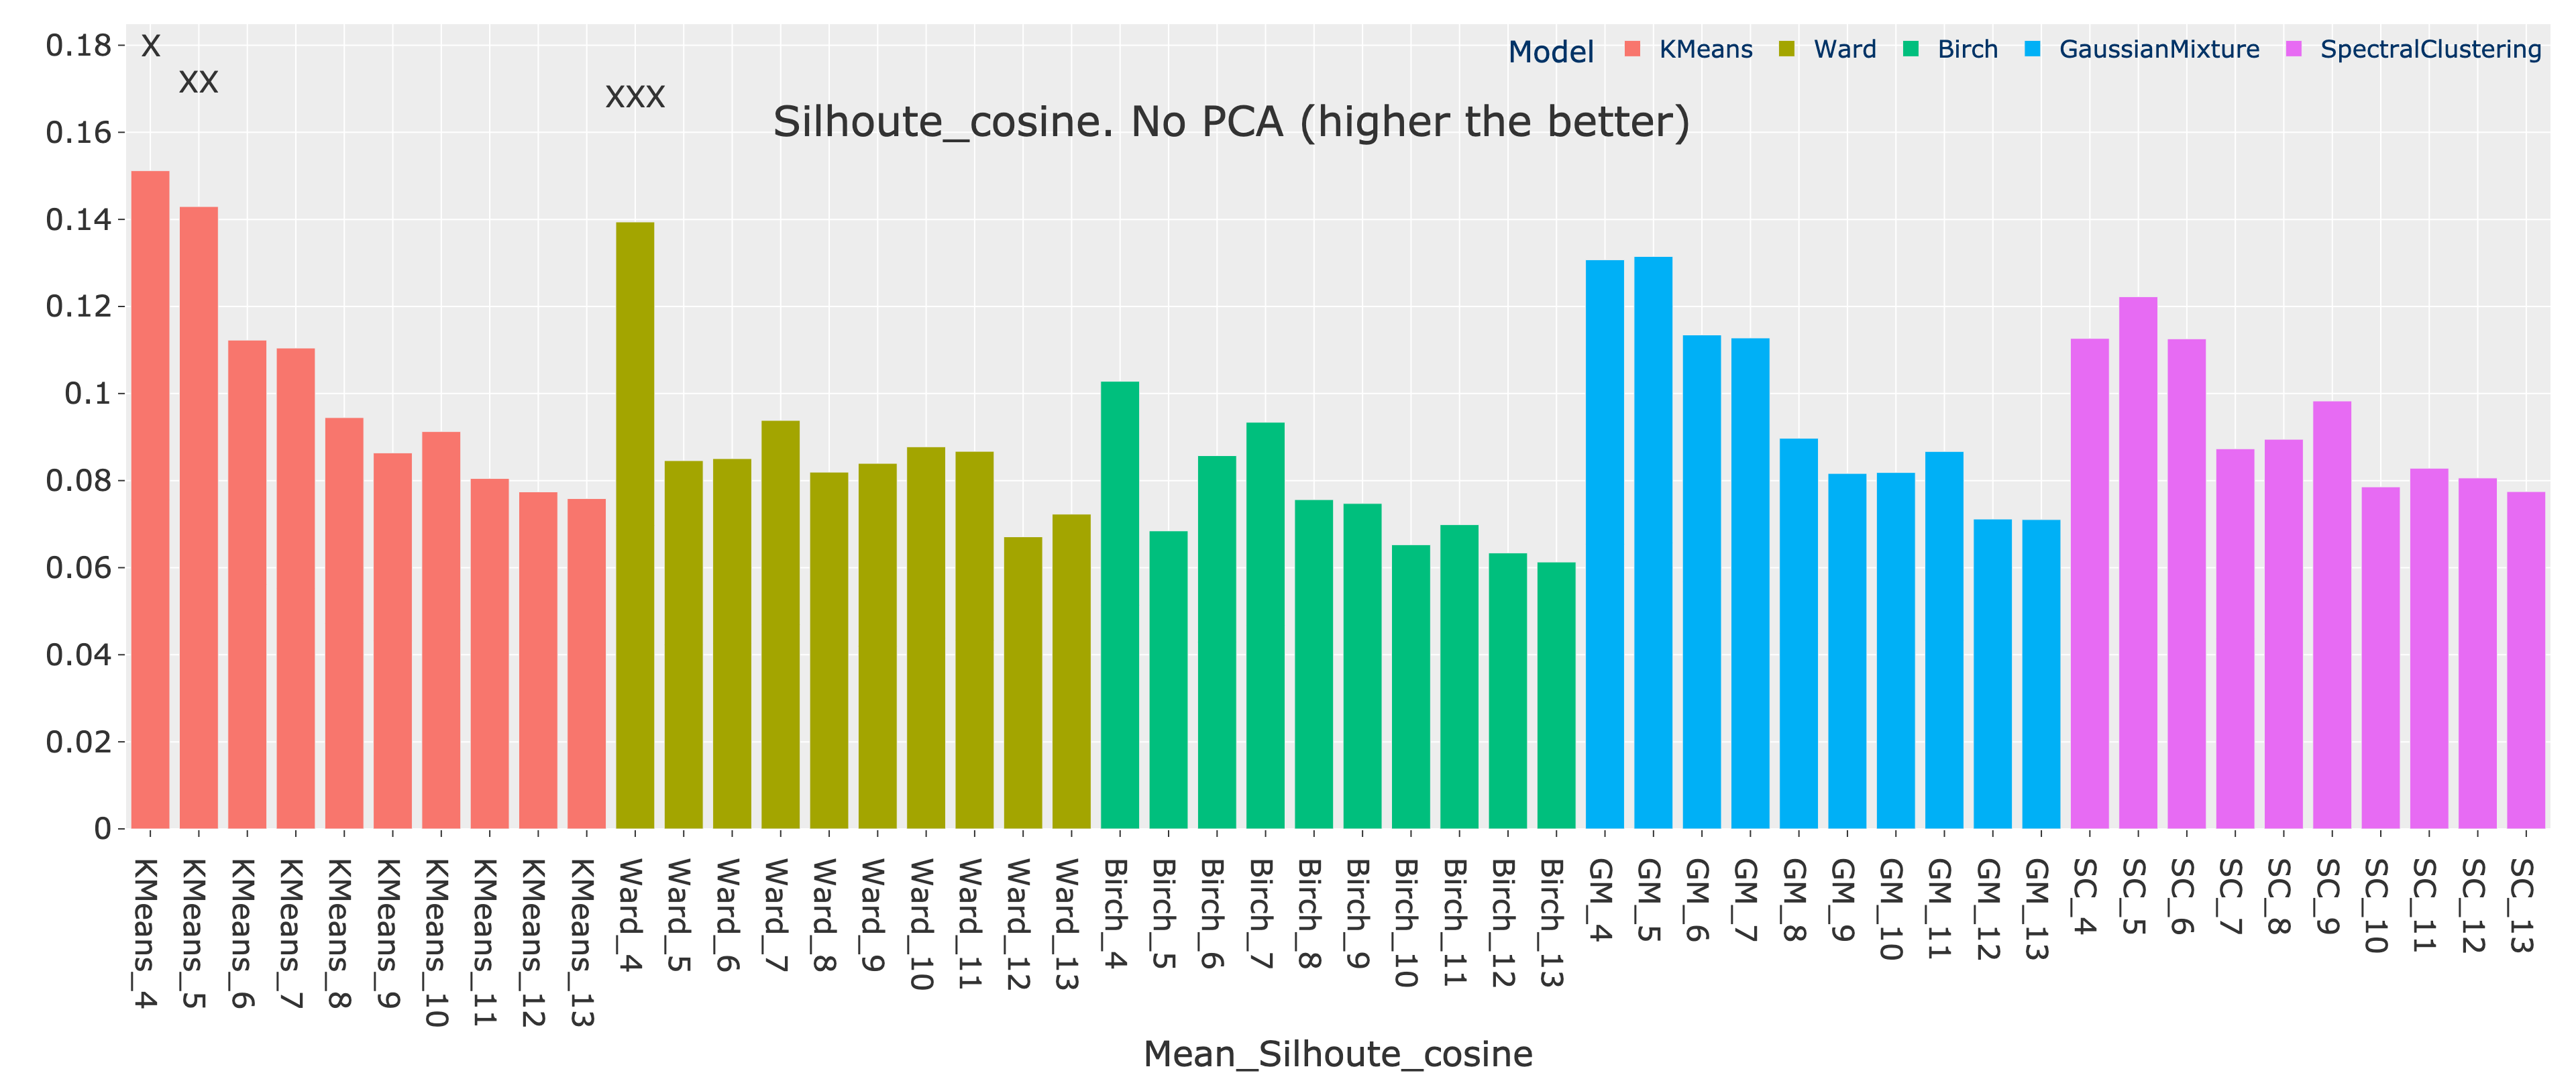 0.18
0.16
0.14
0.12
0.1
0.08
0.06
0.04
0.02
0
X
XX
XXX
Model KMeans Ward Birch GaussianMixture SpectralClustering
Silhoute_cosine. No PCA (higher the better)
KMeans_4
KMeans_5
KMeans_6
KMeans_7
KMeans_8
KMeans_9
KMeans_10
KMeans_11
KMeans_12
KMeans_13
Ward_4
Ward_5
Ward_6
Ward_7
Ward_8
Ward_9
Ward_10
Ward_11
Ward_12
Ward_13
Birch_4
Birch_5
Birch_6
Birch_7
Birch_8
Birch_9
Birch_10
Birch_11
Birch_12
Birch_13
GM_4
GM_5
GM_6
GM_7
GM_8
GM_9
GM_10
GM_11
GM_12
GM_13
SC_4
SC_5
SC_6
SC_7
SC_8
SC_9
SC_10
SC_11
SC_12
SC_13
Mean_Silhoute_cosine